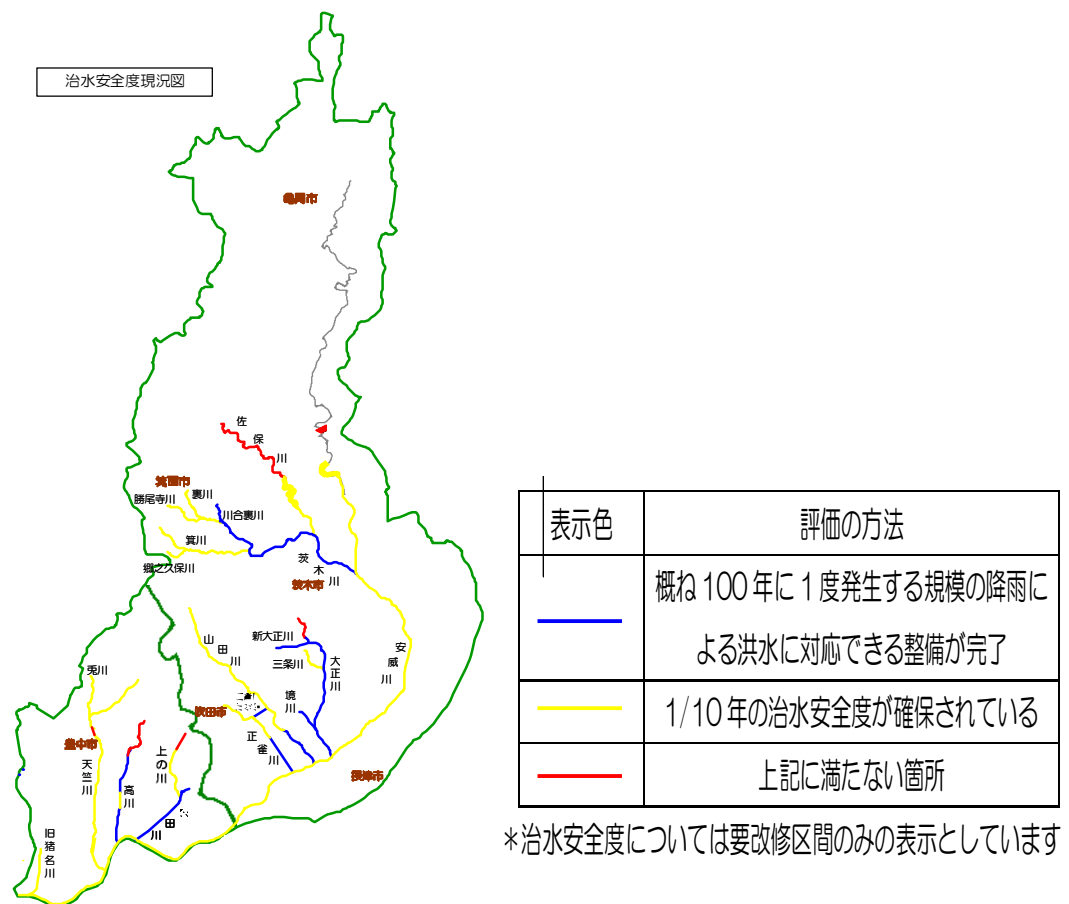 治水安全度現況図
亀岡市
佐保川
箕面市
裏川
勝尾寺川
川合裏川
箕川
郷之久保川
茨木川
茨木市
山田川
新大正川
三条川
大正川
安威川
兎川
吹田市
境川
正雀川
豊中市
天竺川
上の川
高川
摂津市
旧猪名川
田川
表示色
評価の方法
概ね100年に1度発生する規模の降雨に
よる洪水に対応できる整備が完了
1/10年の治水安全度が確保されている
上記に満たない箇所
*治水安全度については要改修区間のみの表示としています